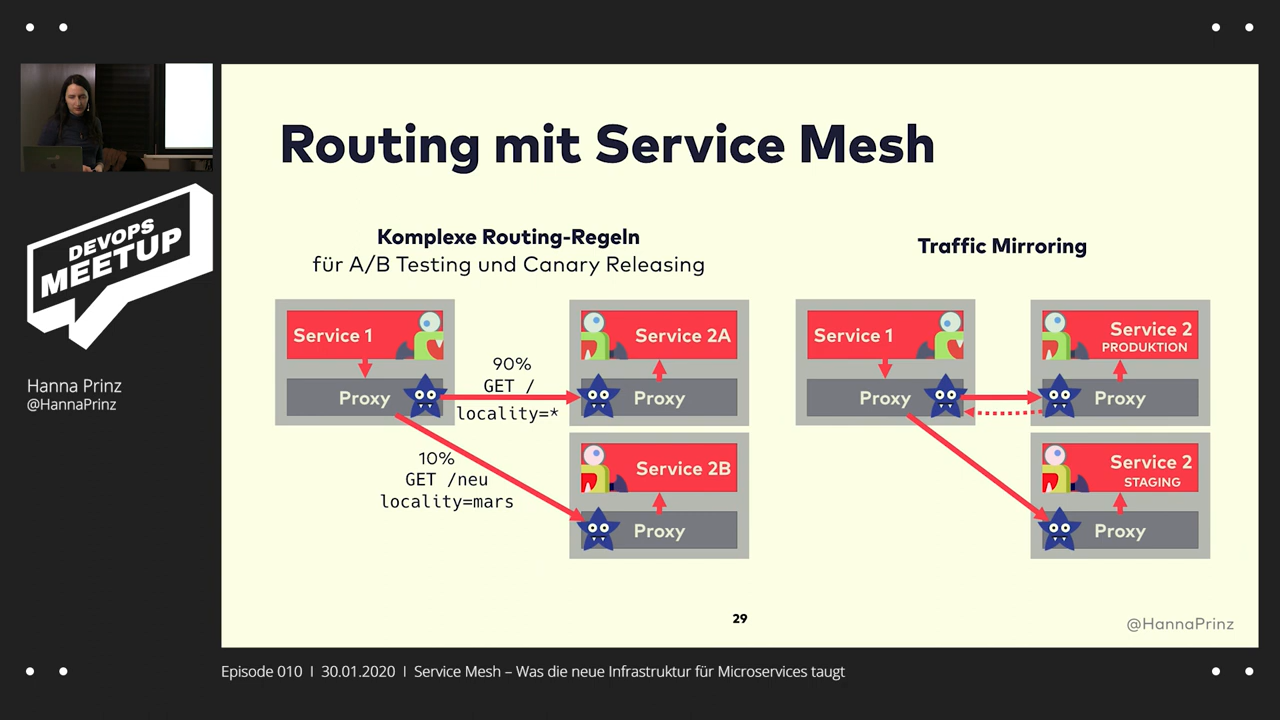 DEVOPS
MEETUP
Hanna Prinz
@HannaPrinz
Routing mit Service Mesh
Komplexe Routing-Regeln
für A/B Testing und Canary Releasing
Service 1
Proxy
90%
GET /
locality=*
Service 2A
Proxy
10%
GET /neu
locality=mars
Service 2B
Proxy
Traffic Mirroring
Service 1
Proxy
Service 2
PRODUKTION
Proxy
Service 2
STAGING
Proxy
29
@HannaPrinz
Episode 010 | 30.01.2020 | Service Mesh – Was die neue Infrastruktur für Microservices taugt